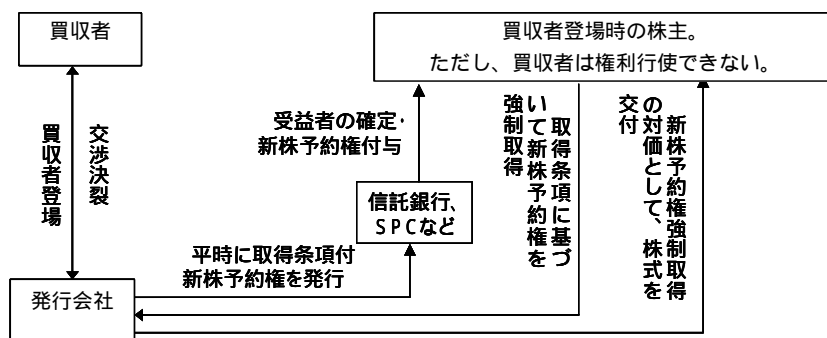 買収者
買収者登場時の株主。
ただし、買収者は権利行使できない。
交渉決裂
買収者登場
受益者の確定・
新株予約権付与
信託銀行、
SPCなど
平時に取得条項付
新株予約権を発行
取得条項に基づ
いて新株予約権を
強制取得
新株予約権強制取得
の対価として、株式を
交付
発行会社